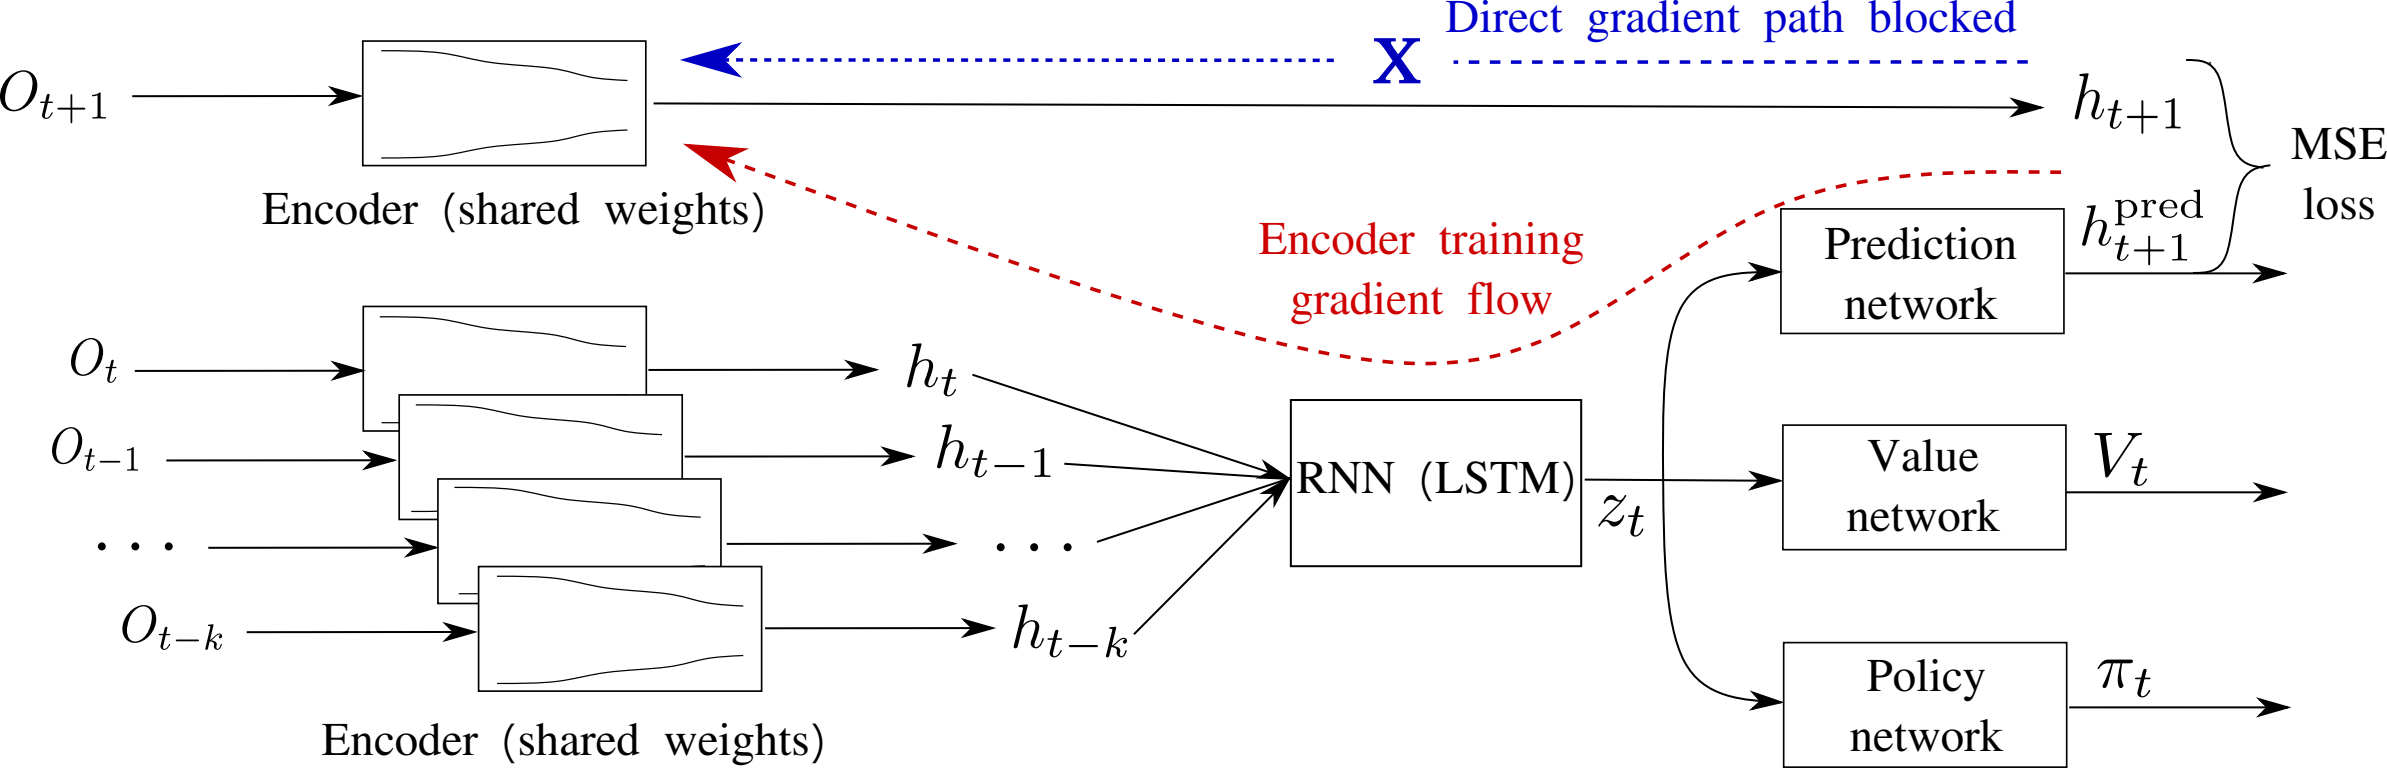 Direct gradient path blocked
X
O_{t+1}
h_{t+1}
MSE
loss
Encoder (shared weights)
h_{t+1}^{pred}
Encoder training
gradient flow
Prediction
network
O_t
h_t
O_{t-1}
h_{t-1}
RNN (LSTM)
z_t
Value
network
V_t
...
...
O_{t-k}
h_{t-k}
Policy
network
π_t
Encoder (shared weights)